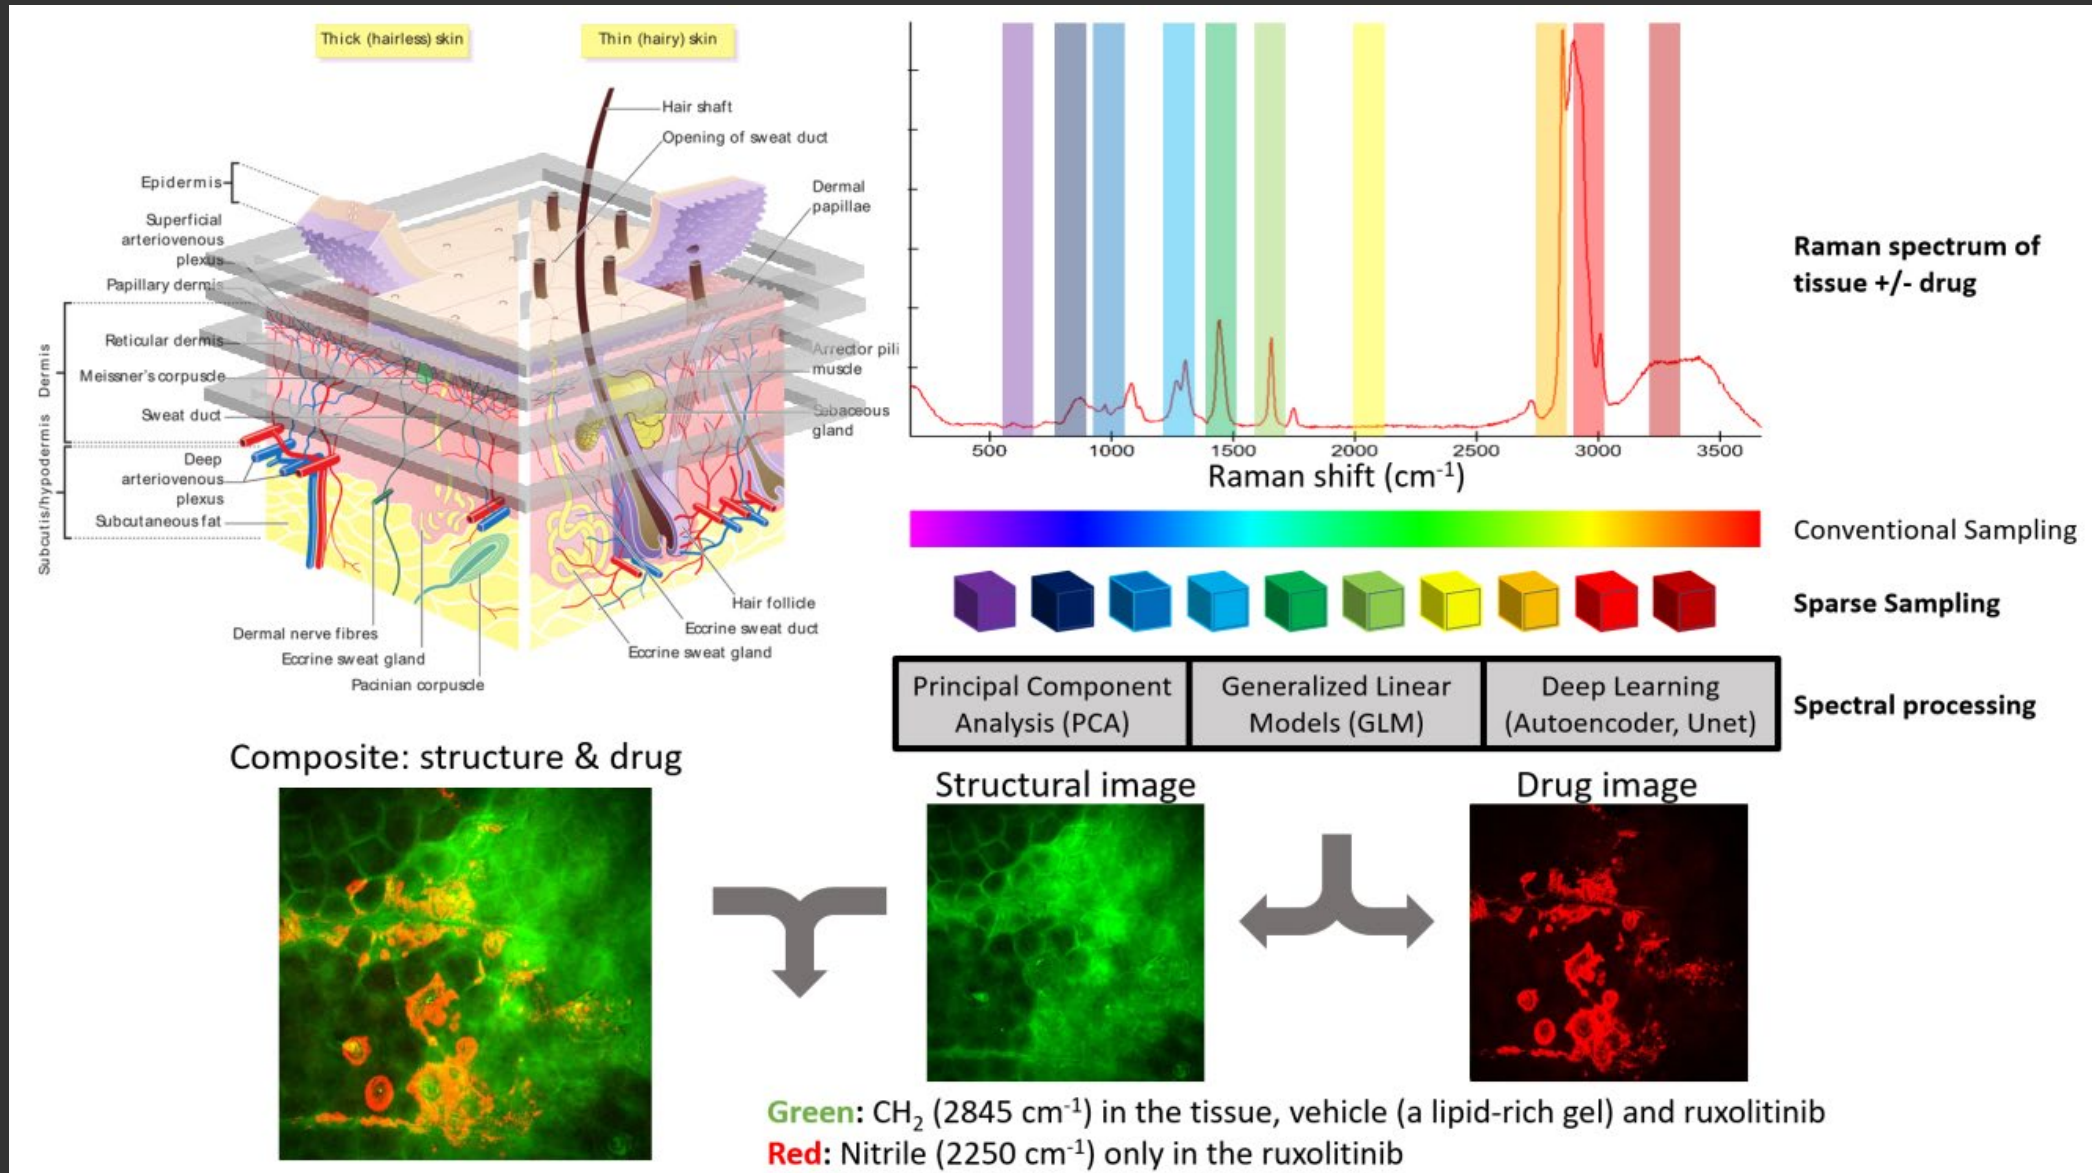 Thick (hairless) skin
Thin (hairy) skin
Hair shaft
Opening of sweat duct
Dermal
papillae
Epidermis
Superficial
arteriovenous
plexus
Papillary dermis
Reticular dermis
Meissner's corpuscle
Sweat duct
Deep
arteriovenous
plexus
Subcutaneous fat
Dermis
Subcutis/hypodermis
Arrector pili
muscle
Sebaceous
gland
Hair follicle
Eccrine sweat duct
Eccrine sweat gland
Dermal nerve fibres
Eccrine sweat gland
Pacinian corpuscle
500 1000 1500 2000 2500 3000 3500
Raman shift (cm-1)
Raman spectrum of
tissue +/- drug
Conventional Sampling
Sparse Sampling
Principal Component
Analysis (PCA)
Generalized Linear
Models (GLM)
Deep Learning
(Autoencoder, Unet)
Spectral processing
Composite: structure & drug
Structural image
Drug image
Green: CH2 (2845 cm-1) in the tissue, vehicle (a lipid-rich gel) and ruxolitinib
Red: Nitrile (2250 cm-1) only in the ruxolitinib